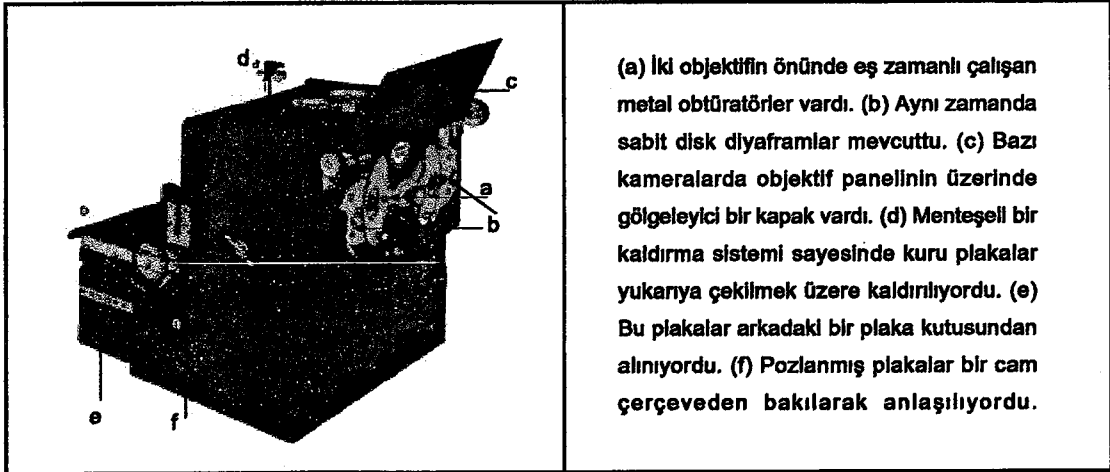 d
c
a
b
e
f
(a) İki objektifin önünde eş zamanlı çalışan
metal obtüratörler vardı. (b) Aynı zamanda
sabit disk diyaframlar mevcuttu. (c) Bazı
kameralarda objektif panelinin üzerinde
gölgeleyici bir kapak vardı. (d) Menteşeli bir
kaldırma sistemi sayesinde kuru plakalar
yukarıya çekilmek üzere kaldırılıyordu. (e)
Bu plakalar arkadaki bir plaka kutusundan
alınıyordu. (f) Pozlanmış plakalar bir cam
çerçeveden bakılarak anlaşılıyordu.